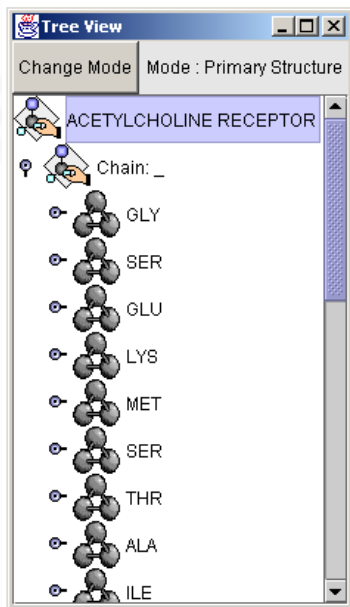 Tree View
Change Mode Mode : Primary Structure
ACETYLCHOLINE RECEPTOR
Chain: _
GLY
SER
GLU
LYS
MET
SER
THR
ALA
ILE